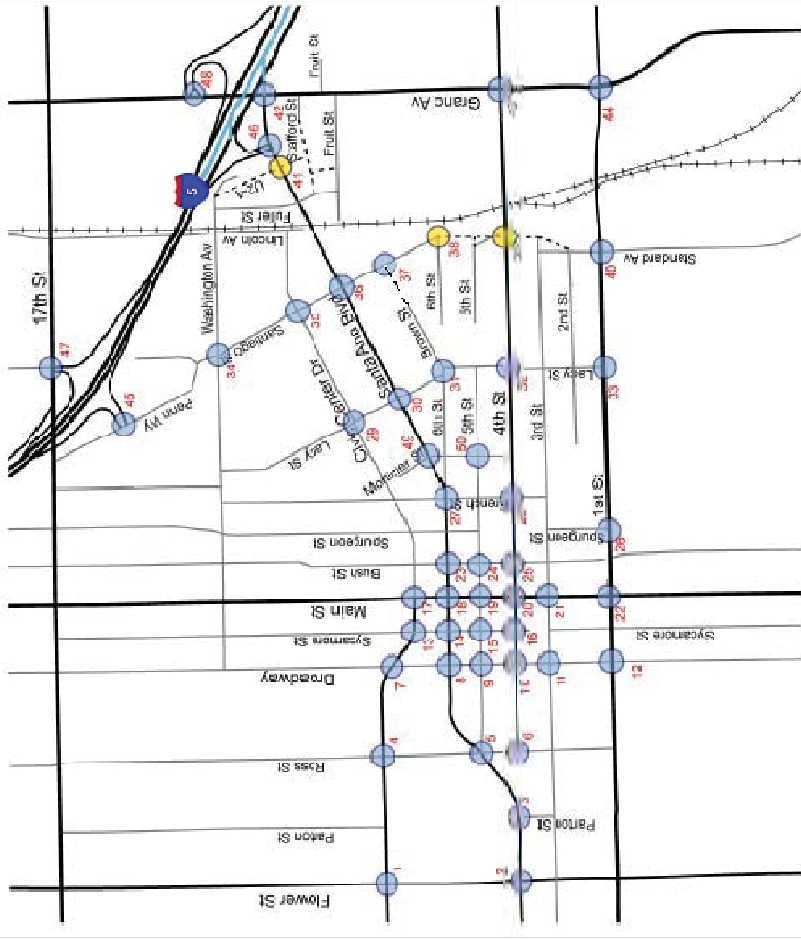 Fruit St
48
42
Stafford St
Fruit St
Grand Av
44
46
41
5
Fuller St
Lincoln Av
38
Standard Av
40
17th St
Washington Av
37
36
6th St
5th St
2nd St
Santa Ana Blvd
Brown St
35
Santiago
47
34
31
32
Lacy St
33
Penn Wy
45
Civic Center Dr
30
6th St
5th St
4th St
3rd St
29
Lacy St
49
50
1st St
27
French St
Spurgeon St
Spurgeon St
26
Bush St
23
24
25
Main St
17
18
19
20
21
22
Sycamore St
13
14
15
16
Sycamore St
Broadway
7
8
9
10
11
12
Ross St
4
5
6
3
Parton St
Parton St
1
2
Flower St